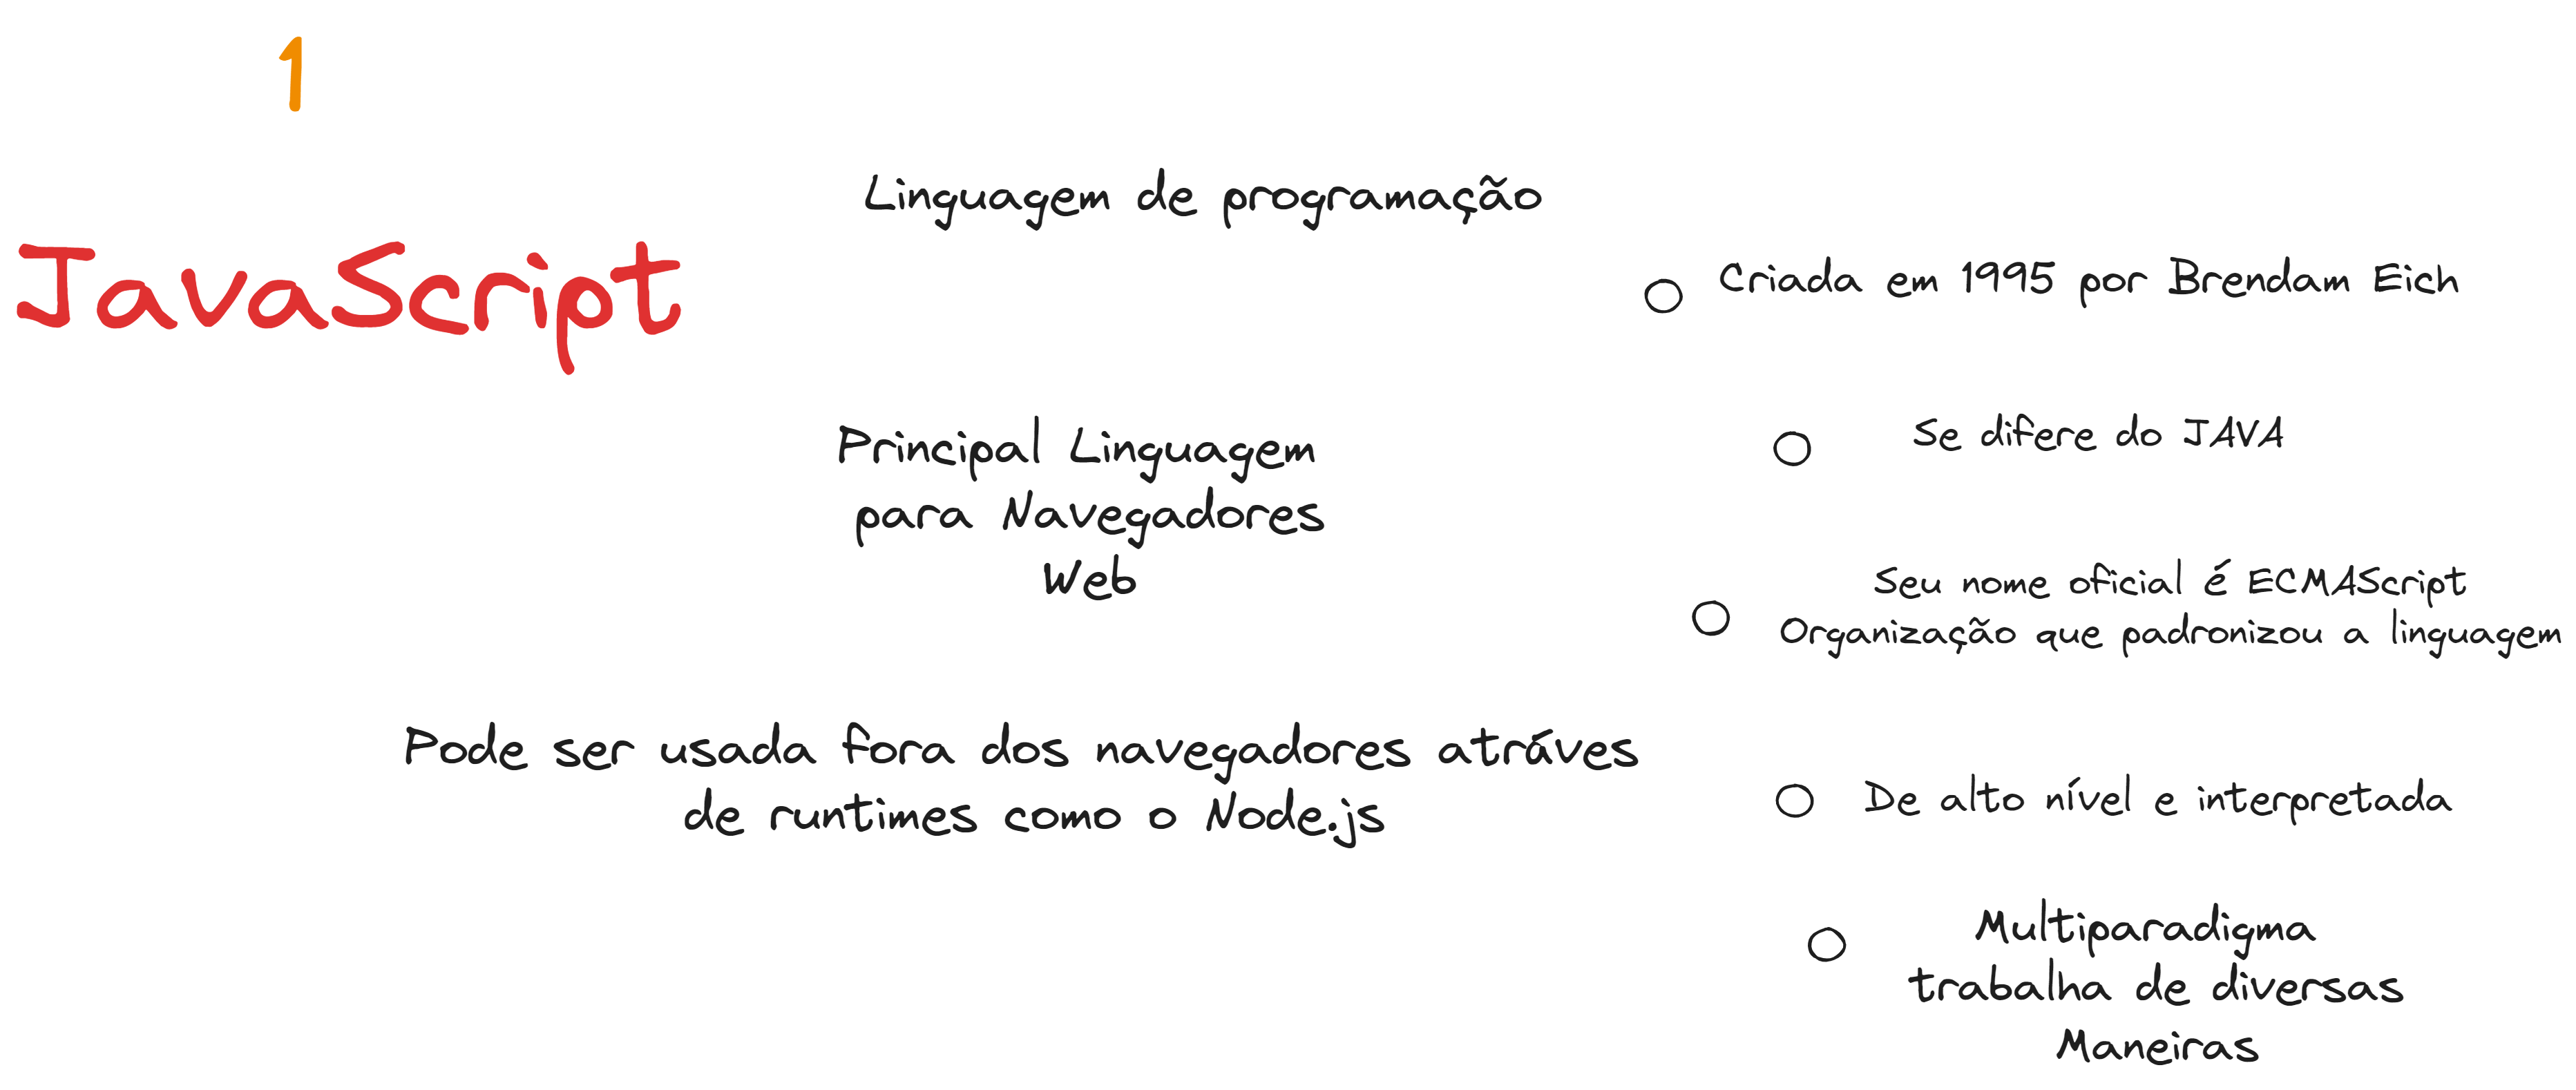 1
JavaScript
Linguagem de programação
Principal Linguagem
para Navegadores
Web
Pode ser usada fora dos navegadores atráves
de runtimes como o Node.js
Criada em 1995 por Brendam Eich
Se difere do JAVA
Seu nome oficial é ECMAScript
Organização que padronizou a linguagem
De alto nível e interpretada
Multiparadigma
trabalha de diversas
Maneiras